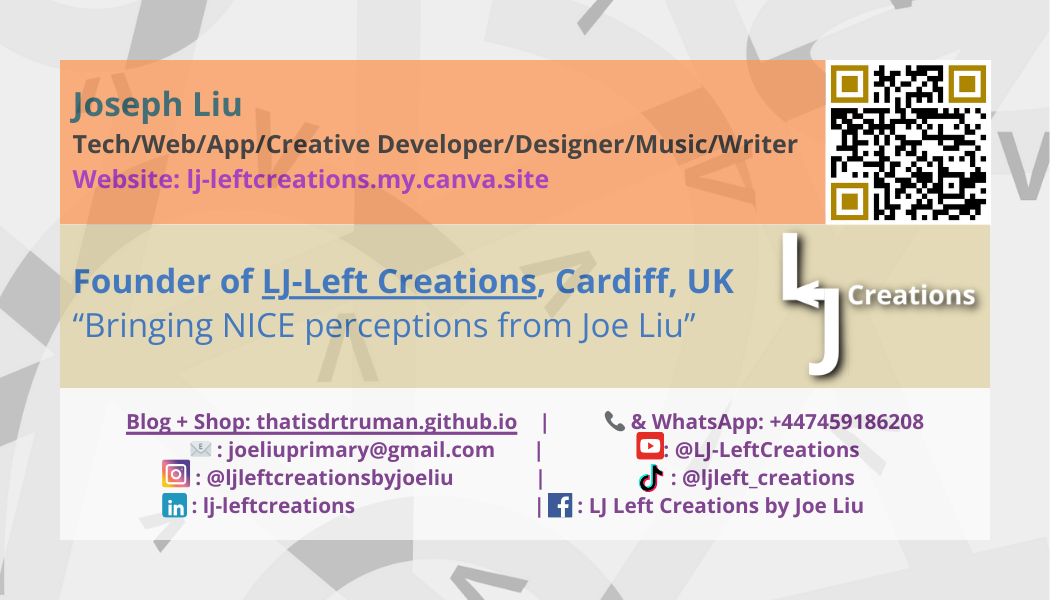 Joseph Liu
Tech/Web/App/Creative Developer/Designer/Music/Writer
Website: lj-leftcreations.my.canva.site
Founder of LJ-Left Creations, Cardiff, UK
“Bringing NICE perceptions from Joe Liu”
LJ Creations
Blog + Shop: thatisdrtruman.github.io | & WhatsApp: +447459186208
: joeliuprimary@gmail.com | : @LJ-LeftCreations
: @ljleftcreationsbyjoeliu | : @ljleft_creations
: lj-leftcreations | : LJ Left Creations by Joe Liu